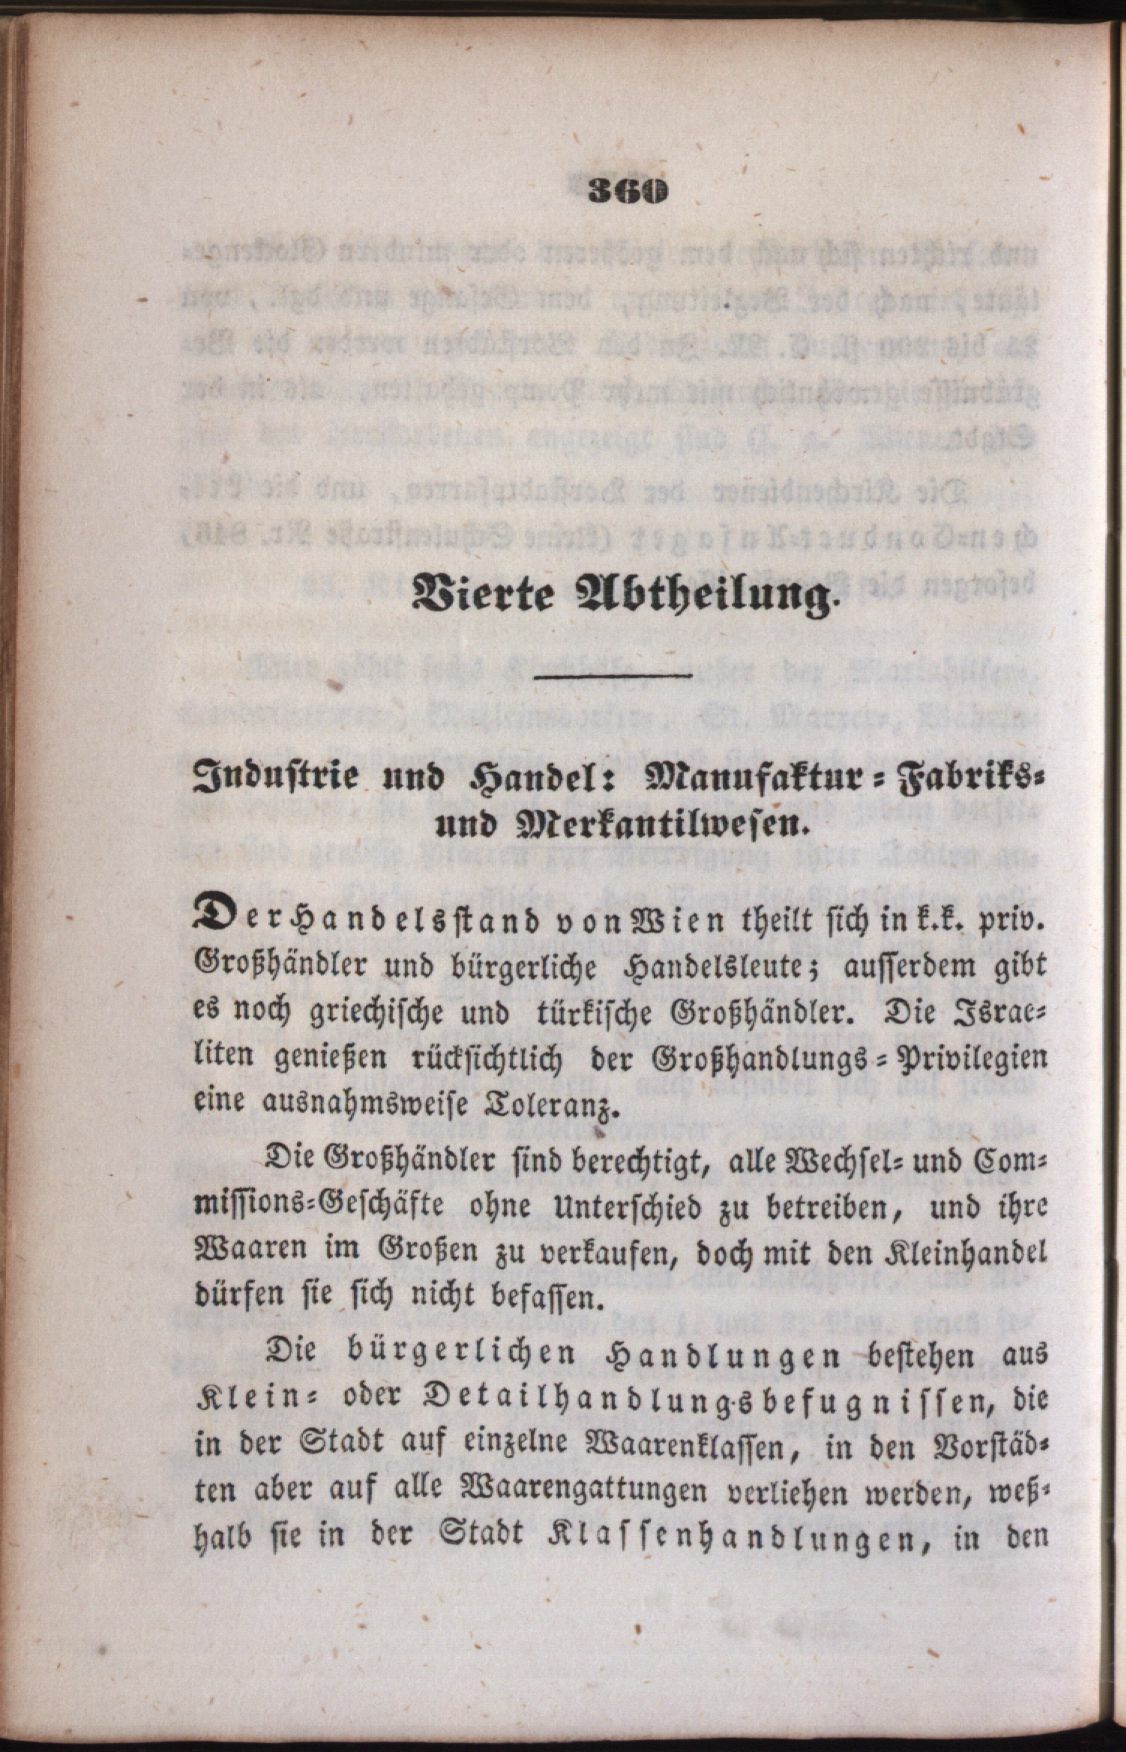 360
Vierte Abtheilung.
Industrie und Handel: Manufaktur-Fabriks-
und Merkantilwesen.
Der Handelsstand von Wien theilt sich in k.k. priv.
Großhändler und bürgerliche Handelsleute; ausserdem gibt
es noch griechische und türkische Großhändler. Die Israe-
liten genießen rücksichtlich der Großhandlungs-Privilegien
eine ausnahmsweise Toleranz.
Die Großhändler sind berechtigt, alle Wechsel- und Com-
missions-Geschäfte ohne Unterschied zu betreiben, und ihre
Waaren im Großen zu verkaufen, doch mit den Kleinhandel
dürfen sie sich nicht befassen.
Die bürgerlichen Handlungen bestehen aus
Klein- oder Detailhandlungsbefugnissen, die
in der Stadt auf einzelne Waarenklassen, in den Vorstäd-
ten aber auf alle Waarengattungen verliehen werden, weß-
halb sie in der Stadt Klassenhandlungen, in den